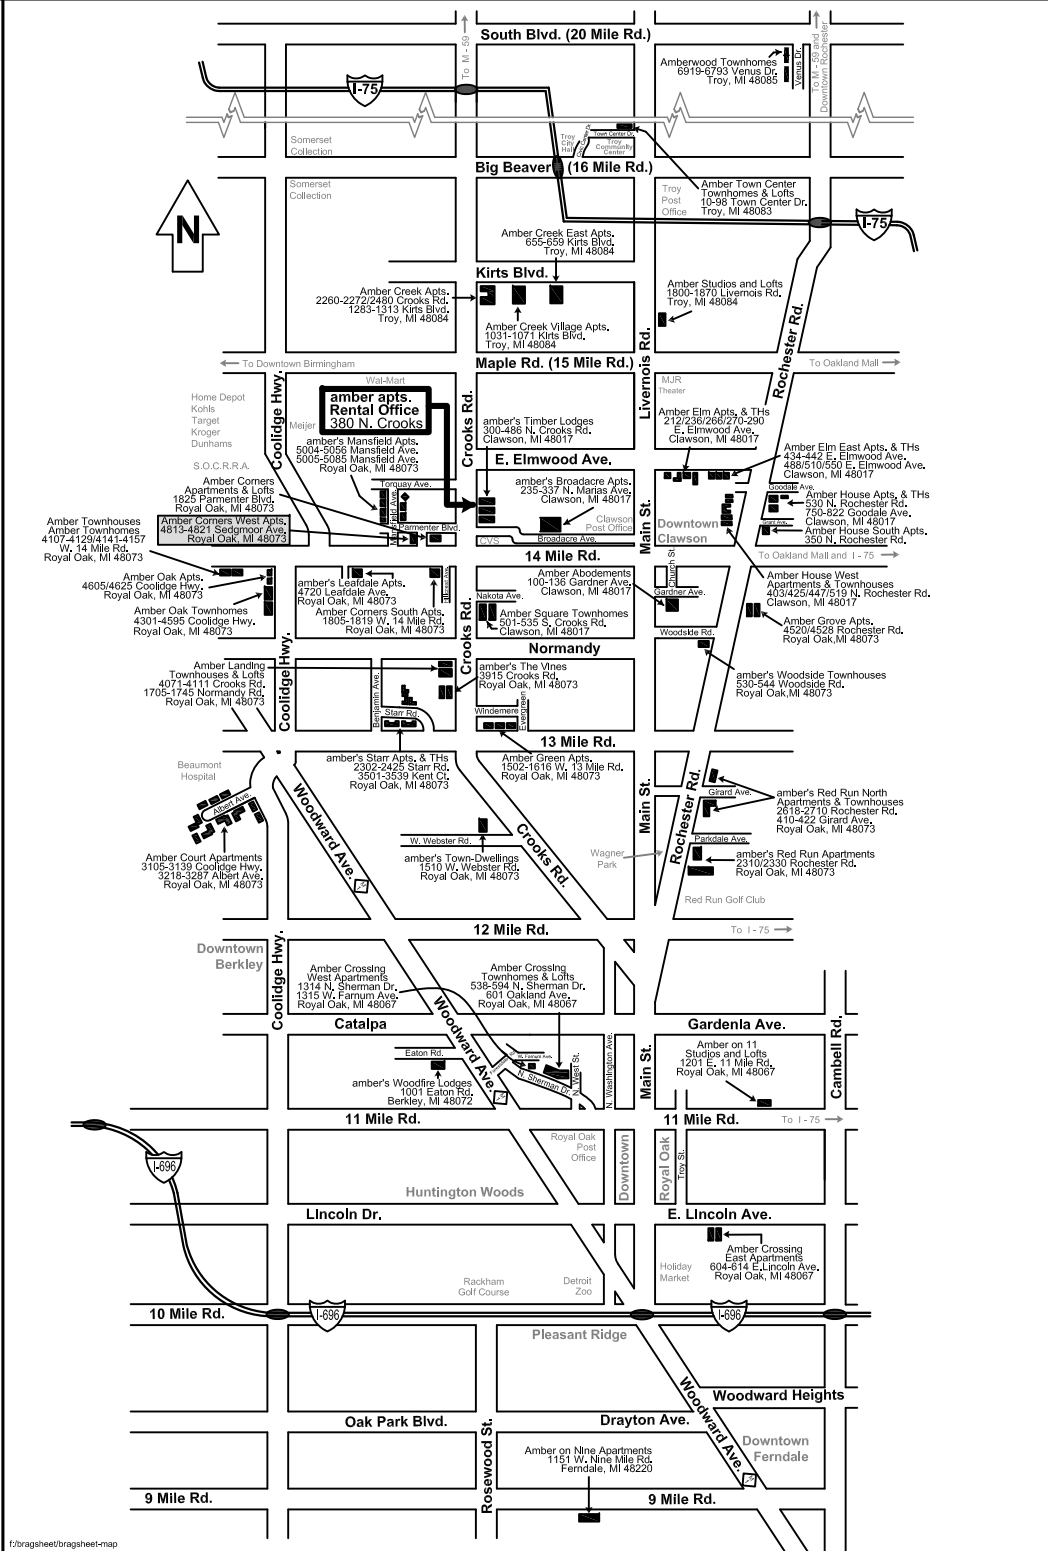 South Blvd. (20 Mile Rd.)
To M - 59
To M - 59 and
Downtown Rochester
Amberwood Townhomes
6919-6793 Venus Dr.
Troy, MI 48085
Venus Dr.
I-75
Somerset
Collection
Troy
City
Hall
Civic Center Dr.
Town Center Dr.
Troy
Community
Center
Big Beaver (16 Mile Rd.)
Somerset
Collection
Troy
Post
Office
Amber Town Center
Townhomes & Lofts
10-98 Town Center Dr.
Troy, MI 48083
N
I-75
Amber Creek East Apts.
655-659 Kirts Blvd.
Troy, MI 48084
Kirts Blvd.
Amber Creek Apts.
2260-2272/2480 Crooks Rd.
1283-1313 Kirts Blvd.
Troy, MI 48084
Amber Creek Village Apts.
1031-1071 Kirts Blvd.
Troy, MI 48084
Amber Studios and Lofts
1800-1870 Livernois Rd.
Troy, MI 48084
Livernois Rd.
Rochester Rd.
To Downtown Birmingham
Maple Rd. (15 Mile Rd.)
To Oakland Mall
Wal-Mart
MJR
Theater
Home Depot
Kohls
Target
Kroger
Dunhams
Meijer
S.O.C.R.R.A.
Coolidge Hwy.
amber apts.
Rental Office
380 N. Crooks
Crooks Rd.
amber's Timber Lodges
300-486 N. Crooks Rd.
Clawson, MI 48017
Amber Elm Apts. & THs
212/236/266/270-290
E. Elmwood Ave.
Clawson, MI 48017
amber's Mansfield Apts.
5004-5056 Mansfield Ave.
5005-5085 Mansfield Ave.
Royal Oak, MI 48073
E. Elmwood Ave.
Amber Elm East Apts. & THs
434-442 E. Elmwood Ave.
488/510/550 E. Elmwood Ave.
Clawson, MI 48017
Amber Corners
Apartments & Lofts
1825 Parmenter Blvd.
Royal Oak, MI 48073
Torquay Ave.
Mansfield Ave.
Parmenter Blvd.
amber's Broadacre Apts.
235-337 N. Marias Ave.
Clawson, MI 48017
Goodale Ave.
Amber House Apts. & THs
530 N. Rochester Rd.
750-822 Goodale Ave.
Clawson, MI 48017
Grant Ave.
Amber House South Apts.
350 N. Rochester Rd.
Amber Corners West Apts.
4813-4821 Sedgmoor Ave.
Royal Oak, MI 48073
Amber Townhouses
Amber Townhomes
4107-4129/4141-4157
W. 14 Mile Rd.
Royal Oak, MI 48073
Clawson
Post Office
CVS
Broadacre Ave.
Main St.
Downtown
Clawson
14 Mile Rd.
To Oakland Mall and I - 75
Amber Oak Apts.
4605/4625 Coolidge Hwy.
Royal Oak, MI 48073
amber's Leafdale Apts.
4720 Leafdale Ave.
Royal Oak, MI 48073
Amber Abodements
100-136 Gardner Ave.
Clawson, MI 48017
Church St.
Gardner Ave.
Amber House West
Apartments & Townhouses
403/425/447/519 N. Rochester Rd.
Clawson, MI 48017
Amber Oak Townhomes
4301-4595 Coolidge Hwy.
Royal Oak, MI 48073
Amber Corners South Apts.
1805-1819 W. 14 Mile Rd.
Royal Oak, MI 48073
Nakota Ave.
Crooks Rd.
Amber Square Townhomes
501-535 S. Crooks Rd.
Clawson, MI 48017
Woodside Rd.
Amber Grove Apts.
4520/4528 Rochester Rd.
Royal Oak,MI 48073
Normandy
Coolidge Hwy.
Amber Landing
Townhouses & Lofts
4071-4111 Crooks Rd.
1705-1745 Normandy Rd.
Royal Oak, MI 48073
amber's The Vines
3915 Crooks Rd.
Royal Oak, MI 48073
amber's Woodside Townhomes
530-544 Woodside Rd.
Royal Oak,MI 48073
Benjamin Ave.
Starr Rd.
Windemere
Evergreen
13 Mile Rd.
Beaumont
Hospital
amber's Starr Apts. & THs
2302-2425 Starr Rd.
3501-3539 Kent Ct.
Royal Oak, MI 48073
Amber Green Apts.
1502-1616 W. 13 Mile Rd.
Royal Oak, MI 48073
Albert Ave.
Woodward Ave.
Crooks Rd.
Main St.
Rochester Rd.
Girard Ave.
amber's Red Run North
Apartments & Townhouses
2618-2710 Rochester Rd.
410-422 Girard Ave.
Royal Oak, MI 48073
Parkdale Ave.
W. Webster Rd.
amber's Town-Dwellings
1510 W. Webster Rd.
Royal Oak, MI 48073
Wagner
Park
amber's Red Run Apartments
2310/2330 Rochester Rd.
Royal Oak, MI 48073
Amber Court Apartments
3105-3139 Coolidge Hwy.
3218-3287 Albert Ave.
Royal Oak, MI 48073
Red Run Golf Club
12 Mile Rd.
To I - 75
Downtown
Berkley
Coolidge Hwy.
Amber Crossing
West Apartments
1314 N. Sherman Dr.
1315 W. Farnum Ave.
Royal Oak, MI 48067
Amber Crossing
Townhomes & Lofts
538-594 N. Sherman Dr.
601 Oakland Ave.
Royal Oak, MI 48067
Woodward Ave.
Catalpa
Gardenia Ave.
Cambell Rd.
Eaton Rd.
W. Farnum Ave.
N. Sherman Dr.
N. West St.
N. Washington Ave.
Main St.
Amber on 11
Studios and Lofts
1201 E. 11 Mile Rd.
Royal Oak, MI 48067
amber's Woodfire Lodges
1001 Eaton Rd.
Berkley, MI 48072
11 Mile Rd.
11 Mile Rd.
To I - 75
I-696
Royal Oak
Post
Office
Downtown
Royal Oak
Troy St.
Huntington Woods
Lincoln Dr.
E. Lincoln Ave.
Amber Crossing
East Apartments
604-614 E.Lincoln Ave.
Royal Oak, MI 48067
Holiday
Market
Rackham
Golf Course
Detroit
Zoo
10 Mile Rd.
I-696
I-696
Pleasant Ridge
Woodward Heights
Woodward Ave.
Oak Park Blvd.
Drayton Ave.
Rosewood St.
Downtown
Ferndale
Amber on Nine Apartments
1151 W. Nine Mile Rd.
Ferndale, MI 48220
9 Mile Rd.
9 Mile Rd.
f:/bragsheet/bragsheet-map